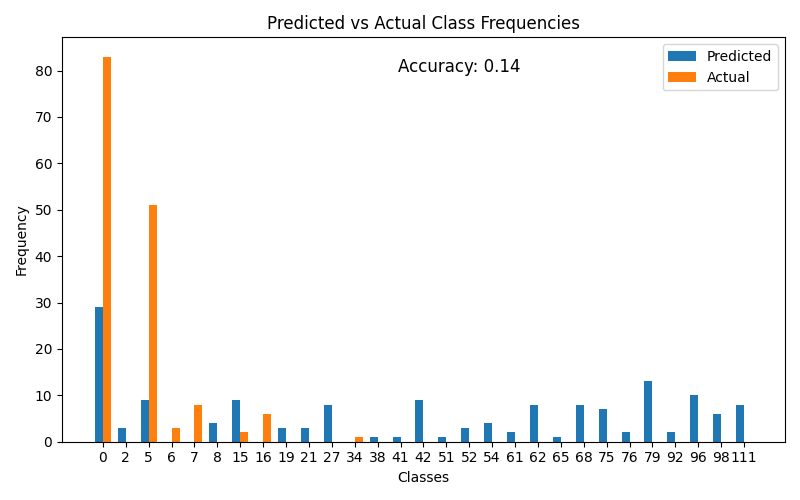 Predicted vs Actual Class Frequencies
Accuracy: 0.14
Predicted
Actual
Frequency
80
70
60
50
40
30
20
10
0
0 2 5 6 7 8 15 16 19 21 27 34 38 41 42 51 52 54 61 62 65 68 75 76 79 92 96 98 111
Classes